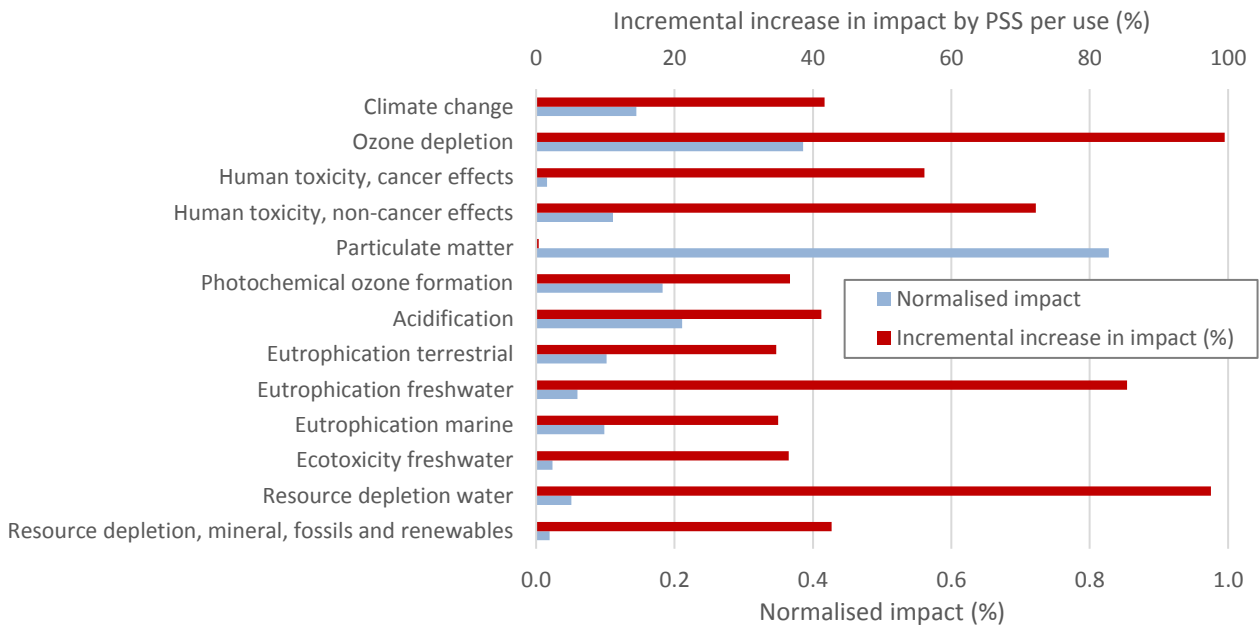 Incremental increase in impact by PSS per use (%)
0 20 40 60 80 100
Climate change
Ozone depletion
Human toxicity, cancer effects
Human toxicity, non-cancer effects
Particulate matter
Photochemical ozone formation
Acidification
Eutrophication terrestrial
Eutrophication freshwater
Eutrophication marine
Ecotoxicity freshwater
Resource depletion water
Resource depletion, mineral, fossils and renewables
Normalised impact
Incremental increase in impact (%)
0.0 0.2 0.4 0.6 0.8 1.0
Normalised impact (%)